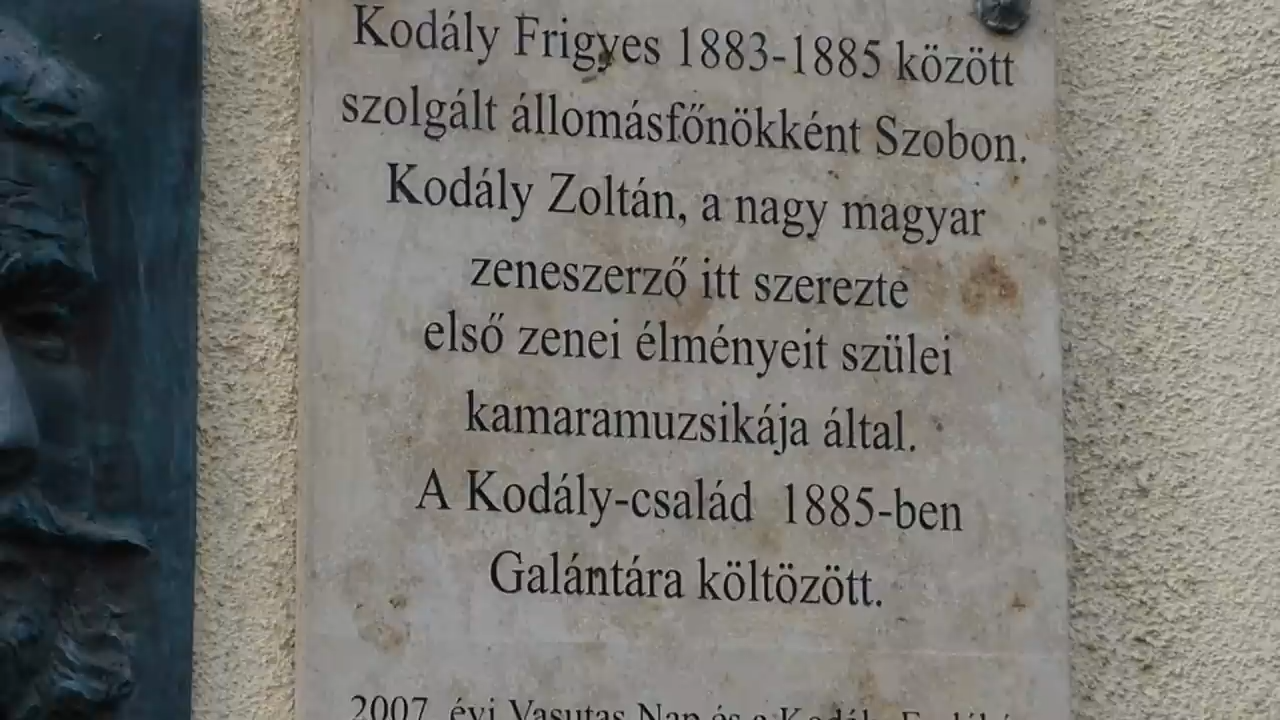 Kodály Frigyes 1883-1885 között
szolgált állomásfőnökként Szobon.
Kodály Zoltán, a nagy magyar
zeneszerző itt szerezte
első zenei élményeit szülei
kamaramuzsikája által.
A Kodály-család 1885-ben
Galántára költözött.
2007. évi Vasutas Nap és a Kodály